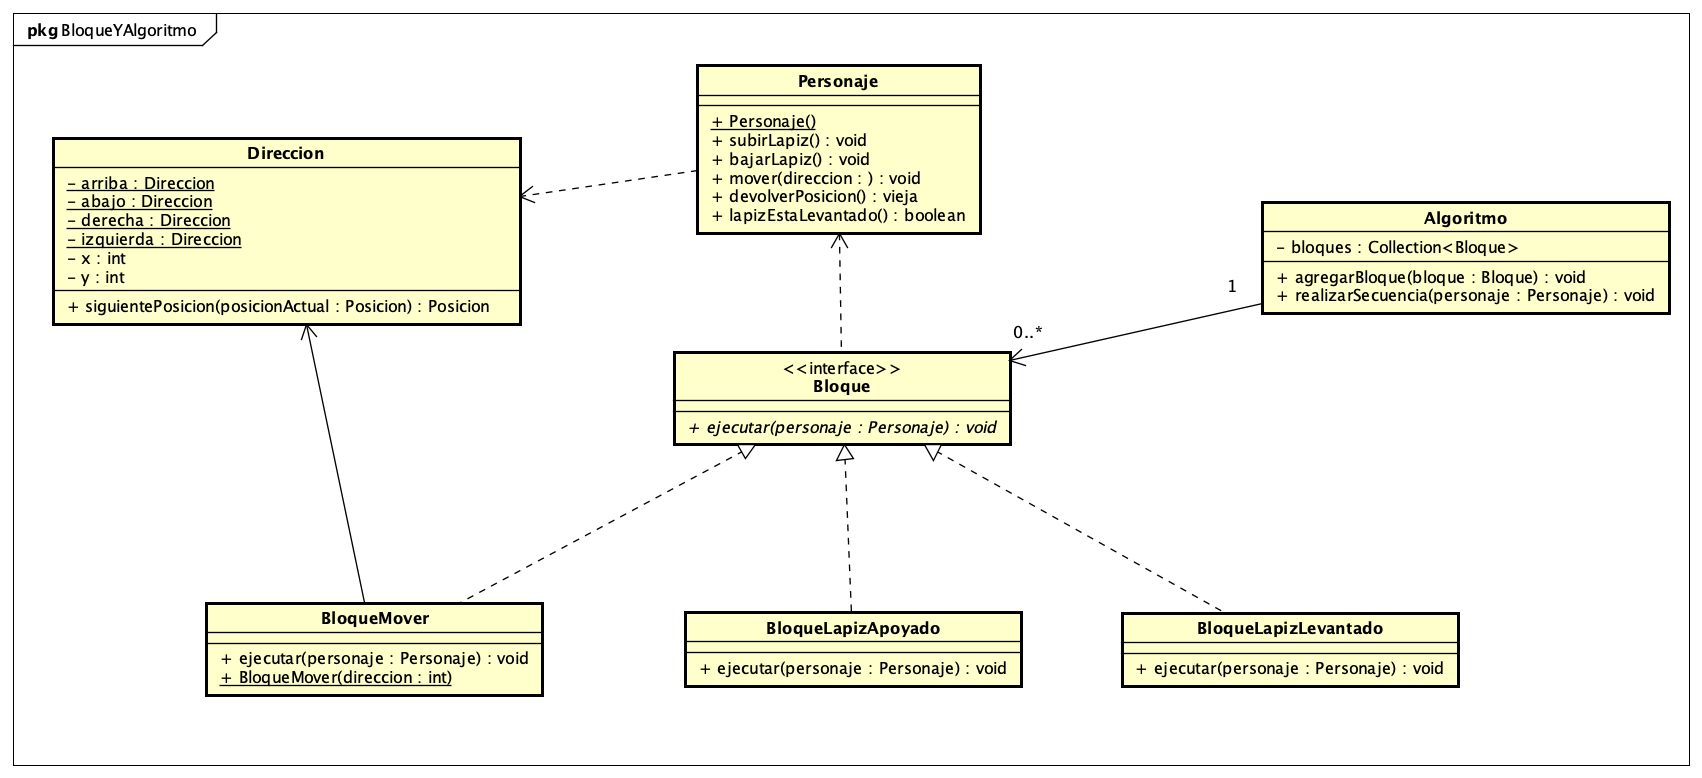 pkg BloqueYAlgoritmo
Personaje
+ Personaje()
+ subirLapiz() : void
+ bajarLapiz() : void
+ mover(direccion : ) : void
+ devolverPosicion() : vieja
+ lapizEstaLevantado() : boolean
Direccion
- arriba : Direccion
- abajo : Direccion
- derecha : Direccion
- izquierda : Direccion
- x : int
- y : int
+ siguientePosicion(posicionActual : Posicion) : Posicion
Algoritmo
- bloques : Collection<Bloque>
+ agregarBloque(bloque : Bloque) : void
+ realizarSecuencia(personaje : Personaje) : void
1
0..*
<<interface>>
Bloque
+ ejecutar(personaje : Personaje) : void
BloqueMover
+ ejecutar(personaje : Personaje) : void
+ BloqueMover(direccion : int)
BloqueLapizApoyado
+ ejecutar(personaje : Personaje) : void
BloqueLapizLevantado
+ ejecutar(personaje : Personaje) : void